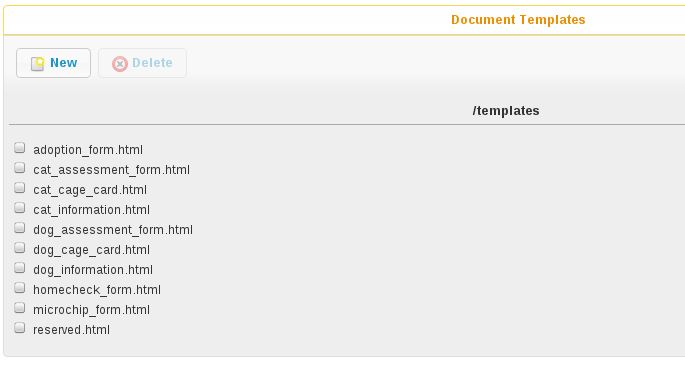 Document Templates
New Delete
/templates
adoption_form.html
cat_assessment_form.html
cat_cage_card.html
cat_information.html
dog_assessment_form.html
dog_cage_card.html
dog_information.html
homecheck_form.html
microchip_form.html
reserved.html